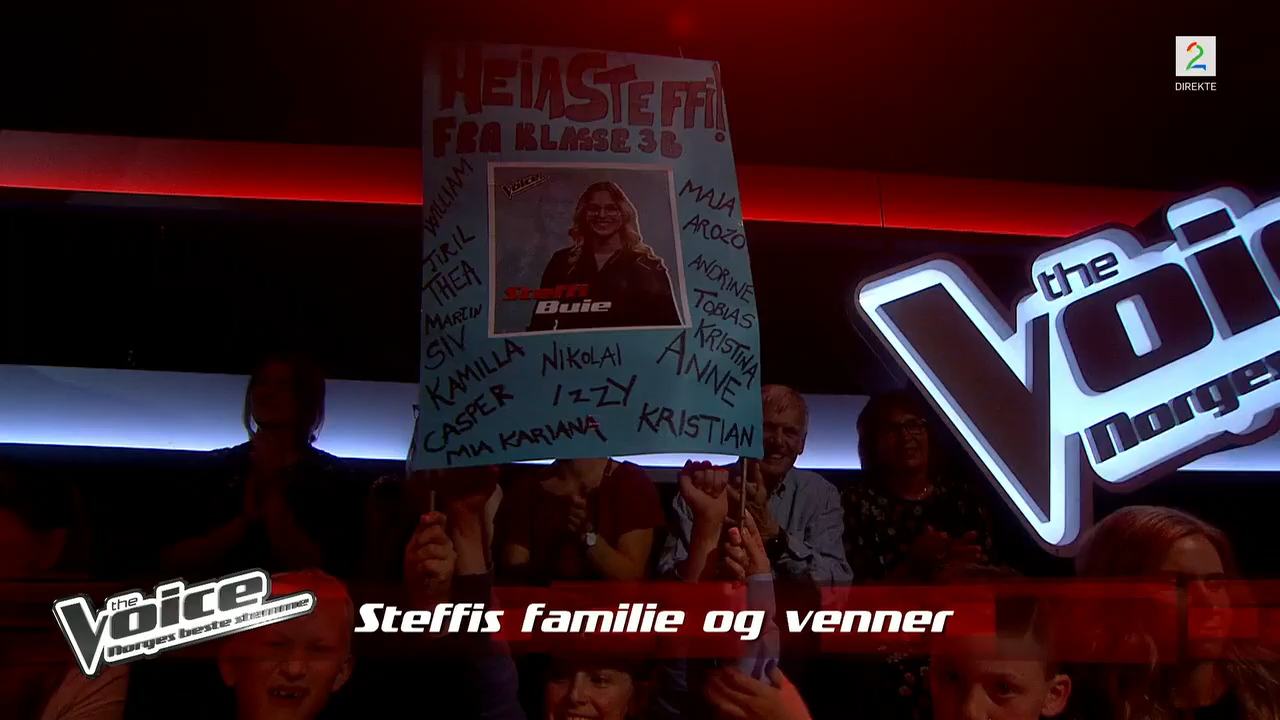 2
DIREKTE
HEIA STEFFI!
FRA KLASSE 3B
WILLIAM
JIRIL
THEA
MARTIN
SIV
KAMILLA
CASPER
MIA KARIANA
the Voice
Steffi
Buie
NIKOLAI
IZZY
MAJA
AROZO
ANDRINE
TOBIAS
KRISTINA
ANNE
KRISTIAN
the
Voi
Norges
the
Voice
Norges beste stemme
Steffis familie og venner